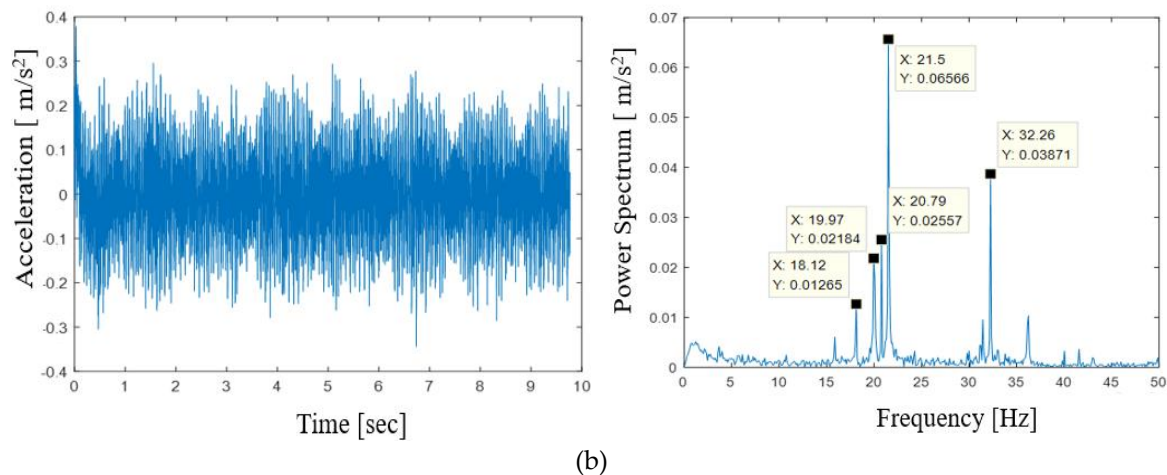 0.4
0.3
0.2
0.1
0
-0.1
-0.2
-0.3
-0.4
Acceleration [ m/s²]
0 1 2 3 4 5 6 7 8 9 10
Time [sec]
0.07
0.06
0.05
0.04
0.03
0.02
0.01
0
Power Spectrum [ m/s²]
X: 21.5
Y: 0.06566
X: 32.26
Y: 0.03871
X: 20.79
Y: 0.02557
X: 19.97
Y: 0.02184
X: 18.12
Y: 0.01265
0 5 10 15 20 25 30 35 40 45 50
Frequency [Hz]
(b)